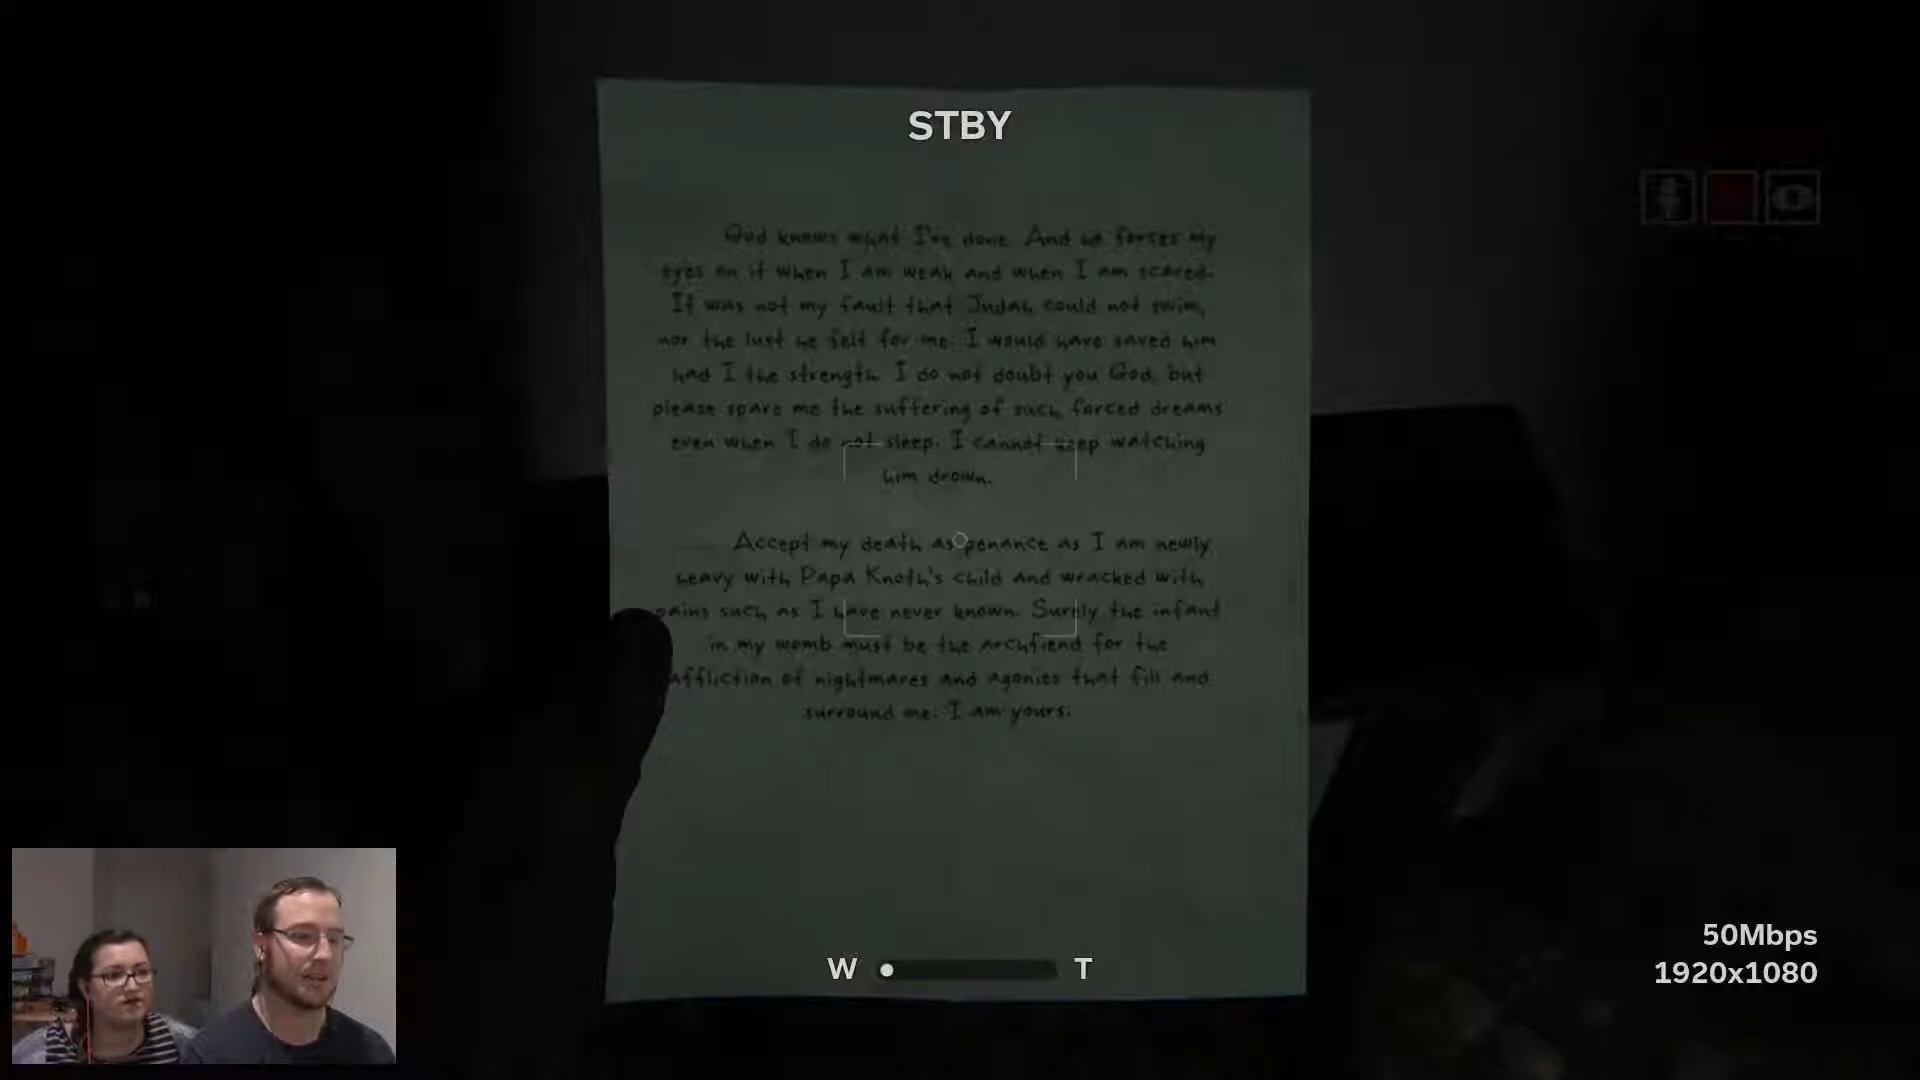 STBY
God knows what I've done. And he forces my
eyes on it when I am weak and when I am scared.
It was not my fault that Judah could not swim,
nor the lust he felt for me. I would have saved him
had I the strength. I do not doubt you God, but
please spare me the suffering of such forced dreams
even when I do not sleep. I cannot keep watching
him drown.
Accept my death as penance as I am newly
heavy with Papa Knoth's child and wracked with
pains such as I have never known. Surely the infant
in my womb must be the archfiend for the
affliction of nightmares and agonies that fill and
surround me. I am yours.
W T
50Mbps
1920x1080